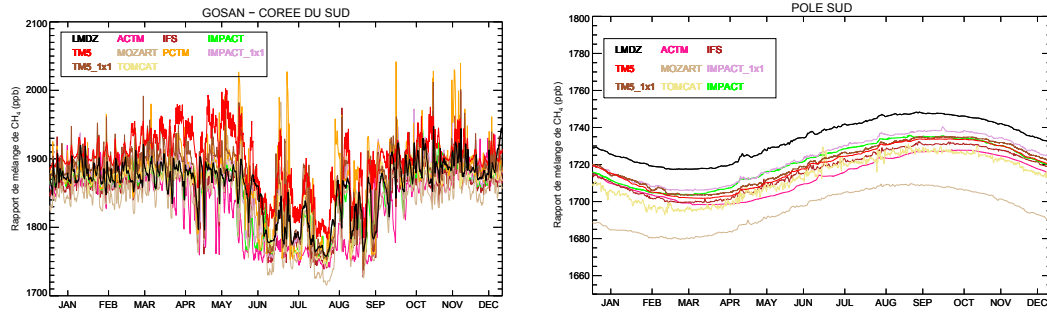 GOSAN − COREE DU SUD
2100
2000
1900
1800
1700
Rapport de mélange de CH4 (ppb)
LMDZ ACTM IFS IMPACT
TM5 MOZART PCTM IMPACT_1x1
TM5_1x1 TOMCAT
JAN FEB MAR APR MAY JUN JUL AUG SEP OCT NOV DEC
POLE SUD
1800
1780
1760
1740
1720
1700
1680
1660
Rapport de mélange de CH4 (ppb)
LMDZ ACTM IFS
TM5 MOZART IMPACT_1x1
TM5_1x1 TOMCAT IMPACT
JAN FEB MAR APR MAY JUN JUL AUG SEP OCT NOV DEC